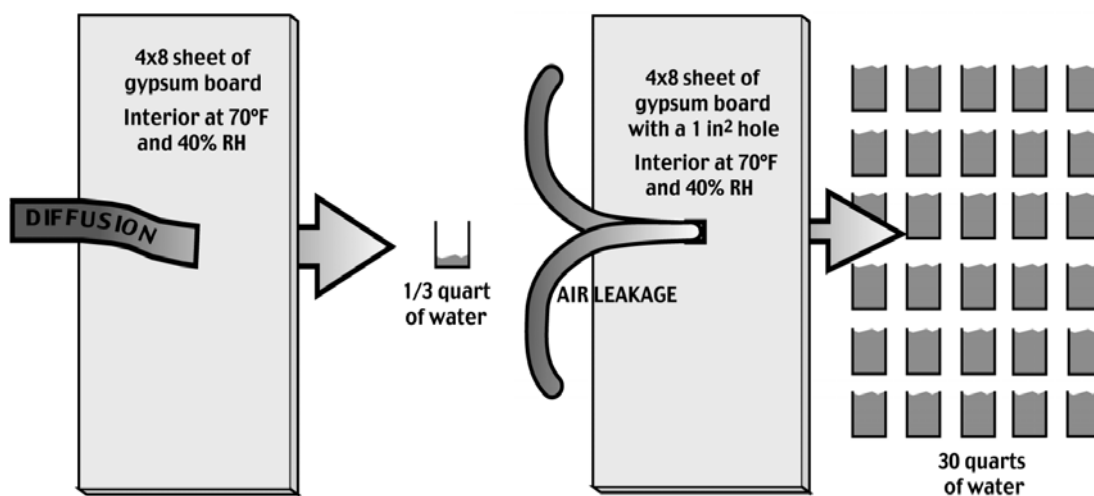 4x8 sheet of
gypsum board
Interior at 70°F
and 40% RH
DIFFUSION
1/3 quart
of water
4x8 sheet of
gypsum board
with a 1 in² hole
Interior at 70°F
and 40% RH
AIR LEAKAGE
30 quarts
of water